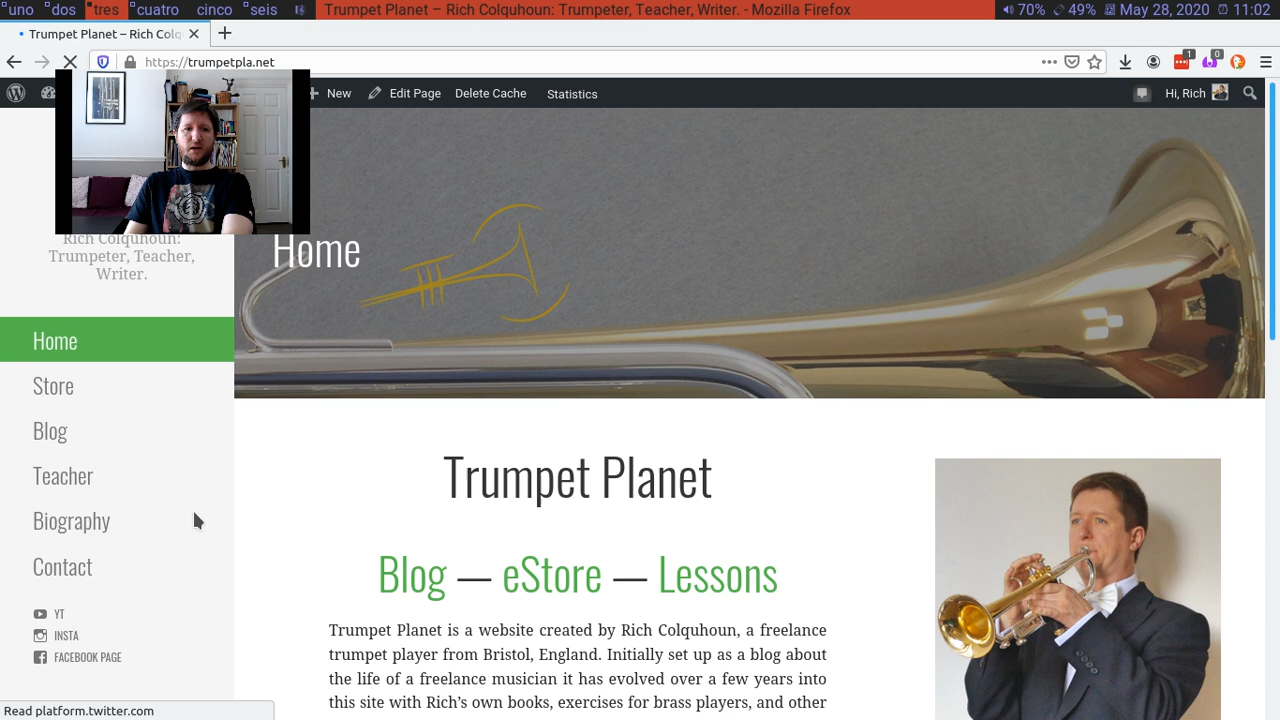 uno dos tres cuatro cinco seis Trumpet Planet – Rich Colquhoun: Trumpeter, Teacher, Writer. - Mozilla Firefox 70% 49% May 28, 2020 11:02
Trumpet Planet – Rich Colq
https://trumpetpla.net
1
0
New Edit Page Delete Cache Statistics Hi, Rich
Rich Colquhoun:
Trumpeter, Teacher,
Writer.
Home
Home
Store
Blog
Teacher
Biography
Contact
YT
INSTA
FACEBOOK PAGE
Trumpet Planet
Blog — eStore — Lessons
Trumpet Planet is a website created by Rich Colquhoun, a freelance
trumpet player from Bristol, England. Initially set up as a blog about
the life of a freelance musician it has evolved over a few years into
this site with Rich’s own books, exercises for brass players, and other
Read platform.twitter.com